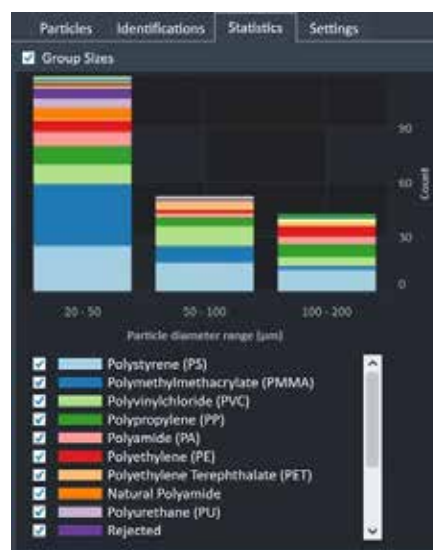 Particles Identifications Statistics Settings
Group Sizes
90
60
30
0
Count
20 - 50 50 - 100 100 - 200
Particle diameter range (µm)
Polystyrene (PS)
Polymethylmethacrylate (PMMA)
Polyvinylchloride (PVC)
Polypropylene (PP)
Polyamide (PA)
Polyethylene (PE)
Polyethylene Terephthalate (PET)
Natural Polyamide
Polyurethane (PU)
Rejected